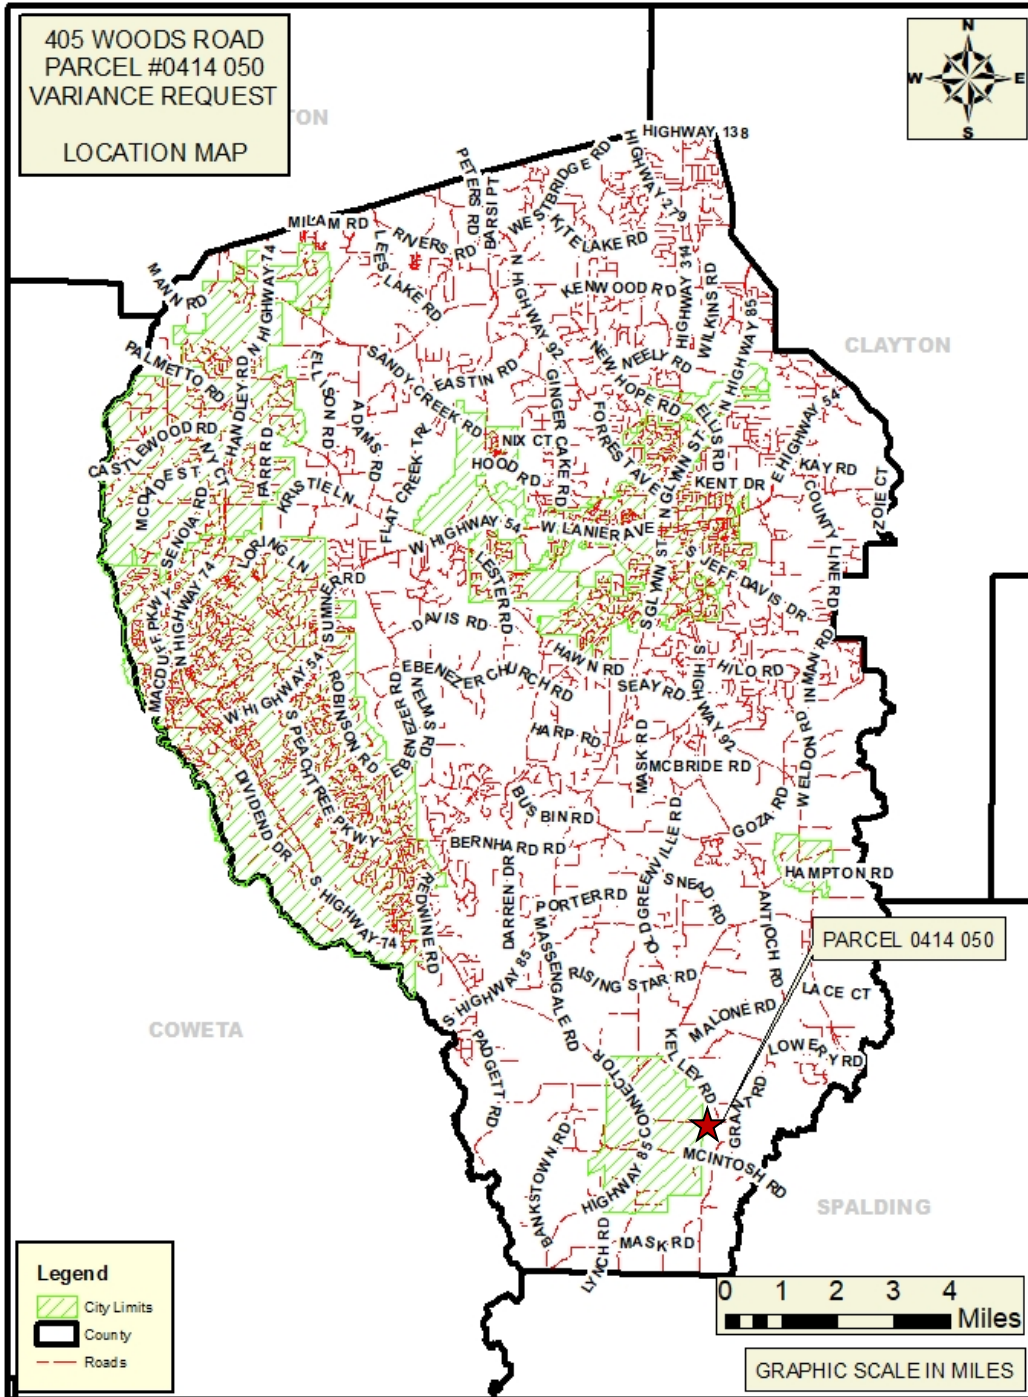 405 WOODS ROAD
PARCEL #0414 050
VARIANCE REQUEST
LOCATION MAP
TON
N
W
E
S
HIGHWAY 138
PETERS RD
BARSI PT
WESTBRIDGE RD
HIGHWAY 279
MILAM RD
RIVERS RD
LEES LAKE RD
KITE LAKE RD
MANN RD
N HIGHWAY 74
N HIGHWAY 92
KENWOOD RD
HIGHWAY 314
WILKINS RD
N HIGHWAY 85
CLAYTON
PALMETTO RD
HANDLEY RD
ELLISON RD
SANDY CREEK RD
EASTIN RD
NEW HOPE RD
NEELY RD
CASTLEWOOD RD
IVY CT
FARR RD
ADAMS RD
FLAT CREEK TRL
NIX CT
HOOD RD
GINGER CAKE RD
FORREST AVE
ELLIS RD
E HIGHWAY 54
KAY RD
KENT DR
ZOIE CT
COUNTY LINE RD
SENOIA RD
KRISTIE LN
W HIGHWAY 54
W LANIER AVE
N GLYNN ST
S GLYNN ST
S JEFF DAVIS DR
LORING LN
SUMNER RD
LESTER RD
MACDUFF PKWY
N HIGHWAY 74
DAVIS RD
HAWN RD
HILO RD
INMAN RD
W HIGHWAY 54
S PEACHTREE PKWY
ROBINSON RD
EBENEZER RD
NELMS RD
EBENEZER CHURCH RD
SEAY RD
S HIGHWAY 92
HARP RD
MASK RD
MCBRIDE RD
WELDON RD
DIVIDEND DR
BUSBIN RD
GOZA RD
BERNHARD RD
HAMPTON RD
S HIGHWAY 74
REDWINE RD
DARREN DR
PORTER RD
OLD GREENVILLE RD
SNEAD RD
ANTIOCH RD
PARCEL 0414 050
MASSENGALE RD
RISING STAR RD
LACE CT
S HIGHWAY 85
MALONE RD
COWETA
PADGETT RD
KELLEY RD
LOWERY RD
GRANT RD
HIGHWAY 85 CONNECTOR
MCINTOSH RD
BANKSTOWN RD
SPALDING
LYNCH RD
MASK RD
Legend
City Limits
County
Roads
0 1 2 3 4
Miles
GRAPHIC SCALE IN MILES